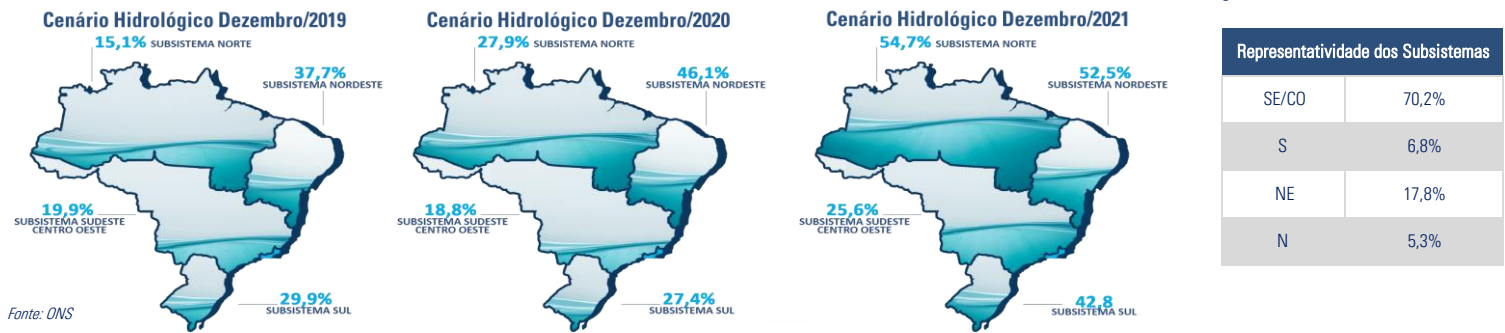 Cenário Hidrológico Dezembro/2019
15,1% SUBSISTEMA NORTE
37,7%
SUBSISTEMA NORDESTE
19,9%
SUBSISTEMA SUDESTE
CENTRO OESTE
29,9%
SUBSISTEMA SUL
Fonte: ONS
Cenário Hidrológico Dezembro/2020
27,9% SUBSISTEMA NORTE
46,1%
SUBSISTEMA NORDESTE
18,8%
SUBSISTEMA SUDESTE
CENTRO OESTE
27,4%
SUBSISTEMA SUL
Cenário Hidrológico Dezembro/2021
54,7% SUBSISTEMA NORTE
52,5%
SUBSISTEMA NORDESTE
25,6%
SUBSISTEMA SUDESTE
CENTRO OESTE
42,8
SUBSISTEMA SUL
Representatividade dos Subsistemas
SE/CO 70,2%
S 6,8%
NE 17,8%
N 5,3%